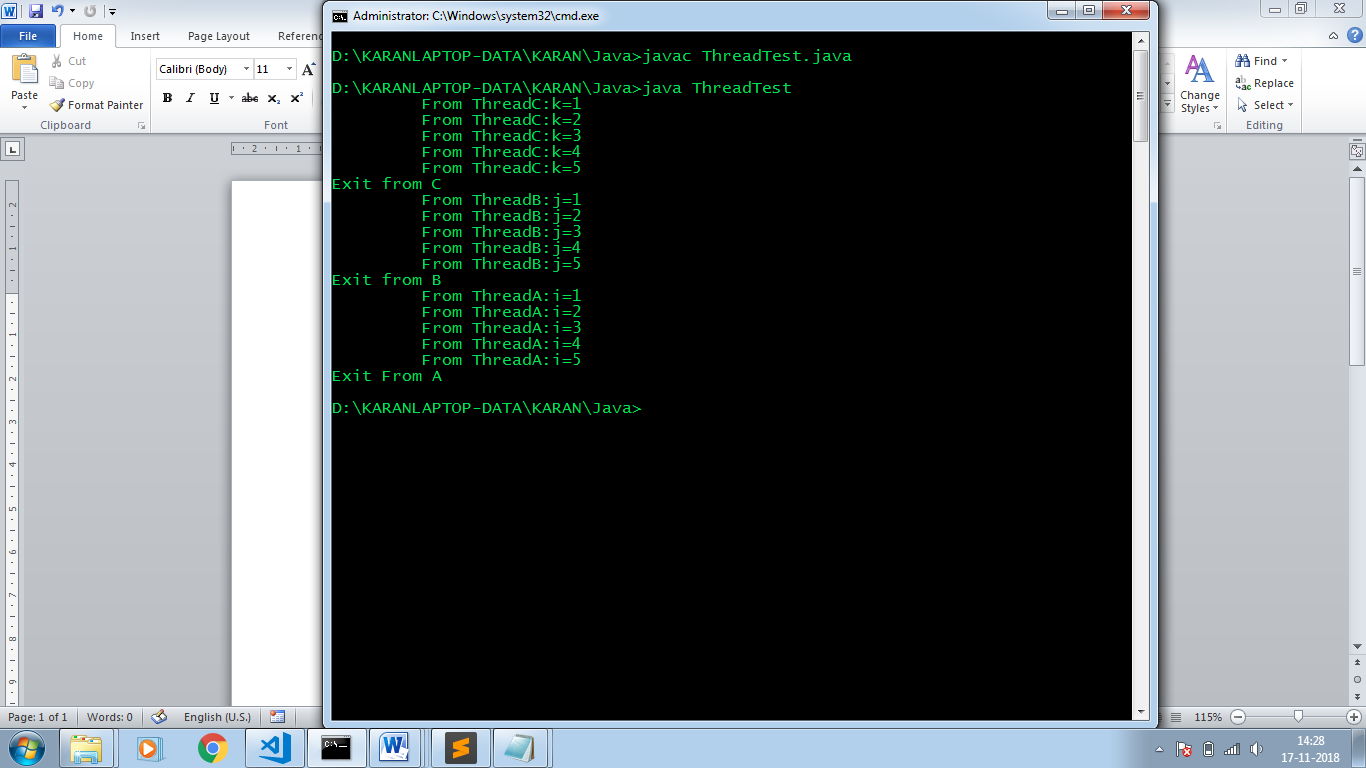 Administrator: C:\Windows\system32\cmd.exe
File Home Insert Page Layout
Paste
Cut
Copy
Format Painter
Clipboard
Calibri (Body) 11 A
B I U abc x₂ x²
Font
A
Change Styles
Find
Replace
Select
Editing
D:\KARANLAPTOP-DATA\KARAN\Java>javac ThreadTest.java
D:\KARANLAPTOP-DATA\KARAN\Java>java ThreadTest
From ThreadC:k=1
From ThreadC:k=2
From ThreadC:k=3
From ThreadC:k=4
From ThreadC:k=5
Exit from C
From ThreadB:j=1
From ThreadB:j=2
From ThreadB:j=3
From ThreadB:j=4
From ThreadB:j=5
Exit from B
From ThreadA:i=1
From ThreadA:i=2
From ThreadA:i=3
From ThreadA:i=4
From ThreadA:i=5
Exit From A
D:\KARANLAPTOP-DATA\KARAN\Java>
Page: 1 of 1 Words: 0 English (U.S.) 115%
14:28
17-11-2018